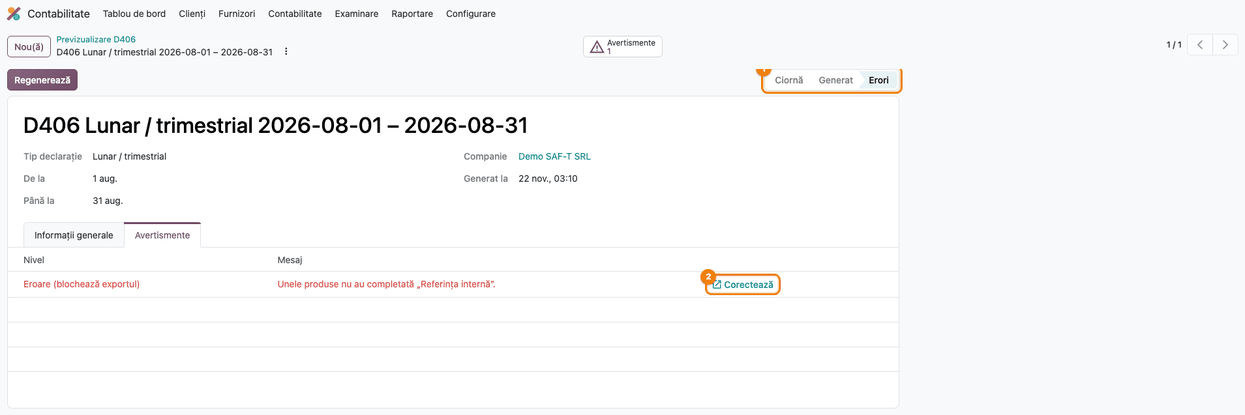 Contabilitate Tablou de bord Clienți Furnizori Contabilitate Examinare Raportare Configurare
Nou(ă)
Previzualizare D406
D406 Lunar / trimestrial 2026-08-01 – 2026-08-31
Avertismente
1
1 / 1
Regenerează
1
Ciornă Generat Erori
D406 Lunar / trimestrial 2026-08-01 – 2026-08-31
Tip declarație Lunar / trimestrial Companie Demo SAF-T SRL
De la 1 aug. Generat la 22 nov., 03:10
Până la 31 aug.
Informații generale Avertismente
Nivel Mesaj
2
Eroare (blochează exportul) Unele produse nu au completată „Referința internă”. Corectează